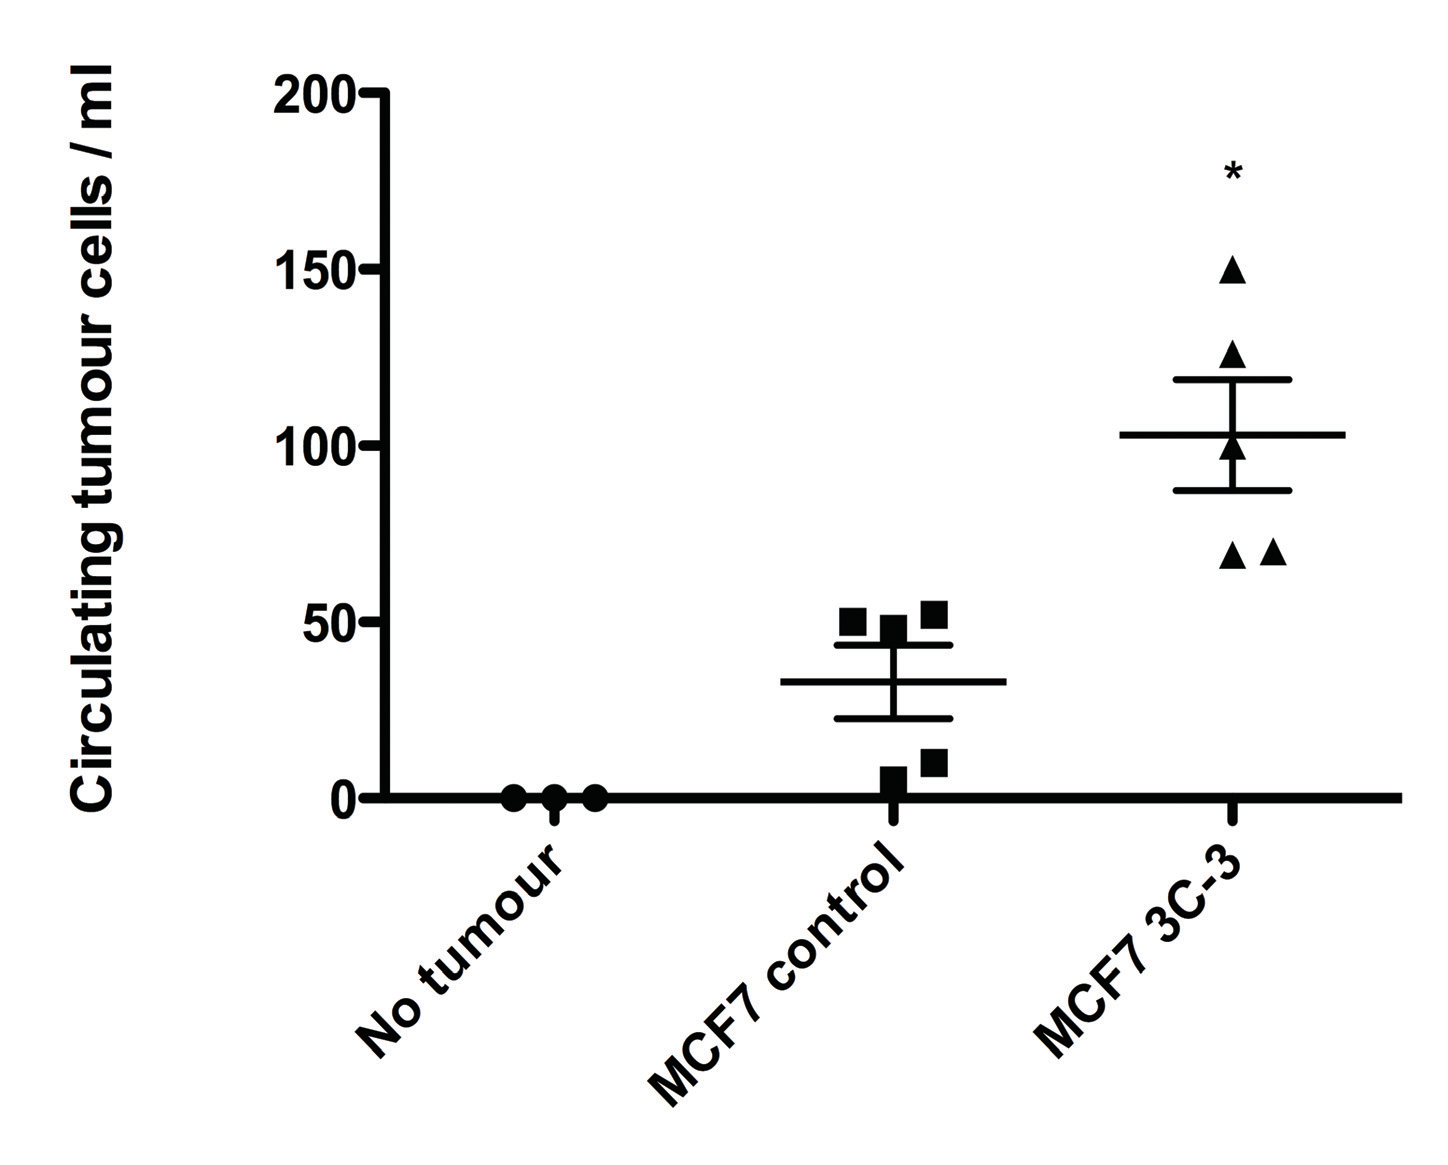 Circulating tumour cells / ml
200
150
100
50
0
*
No tumour
MCF7 control
MCF7 3C-3